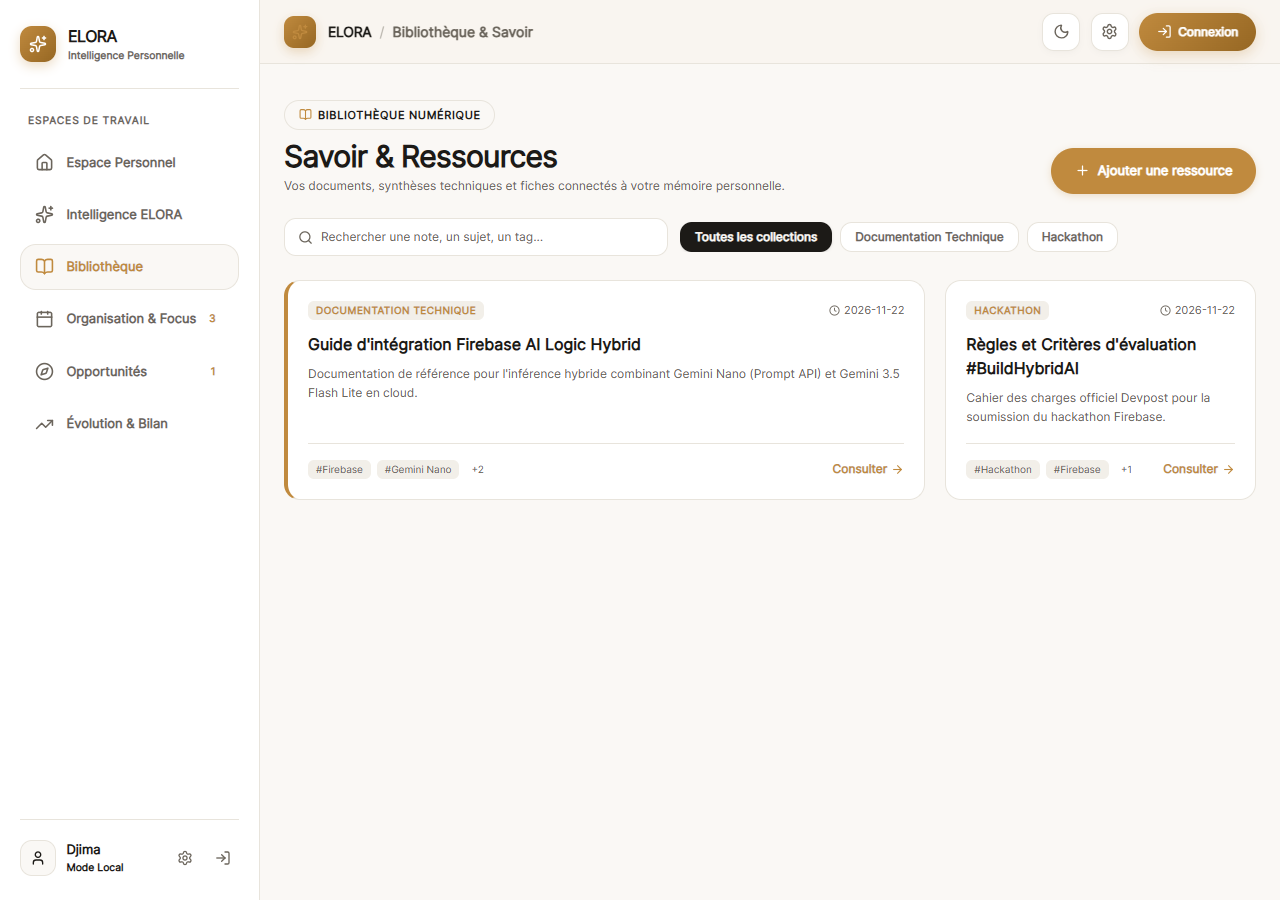 ELORA
Intelligence Personnelle
ESPACES DE TRAVAIL
Espace Personnel
Intelligence ELORA
Bibliothèque
Organisation & Focus 3
Opportunités 1
Évolution & Bilan
Djima
Mode Local
ELORA / Bibliothèque & Savoir
Connexion
BIBLIOTHÈQUE NUMÉRIQUE
Savoir & Ressources
Vos documents, synthèses techniques et fiches connectés à votre mémoire personnelle.
Ajouter une ressource
Rechercher une note, un sujet, un tag...
Toutes les collections
Documentation Technique
Hackathon
DOCUMENTATION TECHNIQUE
2026-11-22
Guide d'intégration Firebase AI Logic Hybrid
Documentation de référence pour l'inférence hybride combinant Gemini Nano (Prompt API) et Gemini 3.5
Flash Lite en cloud.
#Firebase #Gemini Nano +2
Consulter →
HACKATHON
2026-11-22
Règles et Critères d'évaluation
#BuildHybridAI
Cahier des charges officiel Devpost pour la
soumission du hackathon Firebase.
#Hackathon #Firebase +1
Consulter →